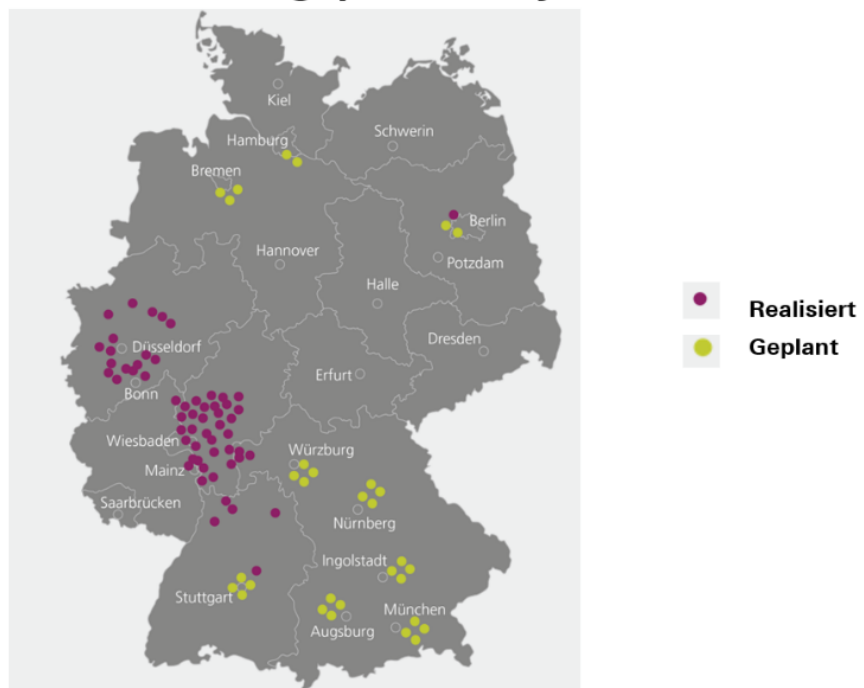 Kiel
Schwerin
Hamburg
Bremen
Berlin
Hannover
Potzdam
Halle
Realisiert
Düsseldorf
Dresden
Geplant
Erfurt
Bonn
Wiesbaden
Würzburg
Mainz
Saarbrücken
Nürnberg
Ingolstadt
Stuttgart
München
Augsburg